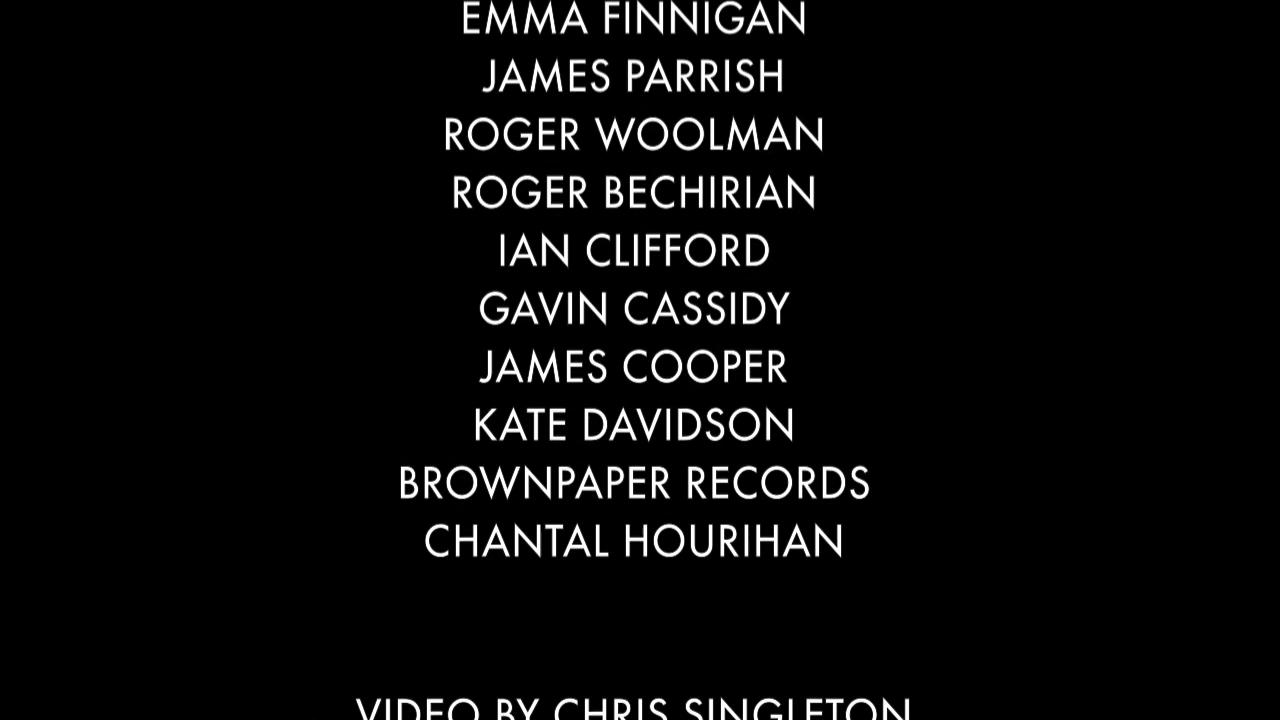 EMMA FINNIGAN
JAMES PARRISH
ROGER WOOLMAN
ROGER BECHIRIAN
IAN CLIFFORD
GAVIN CASSIDY
JAMES COOPER
KATE DAVIDSON
BROWNPAPER RECORDS
CHANTAL HOURIHAN
VIDEO BY CHRIS SINGLETON